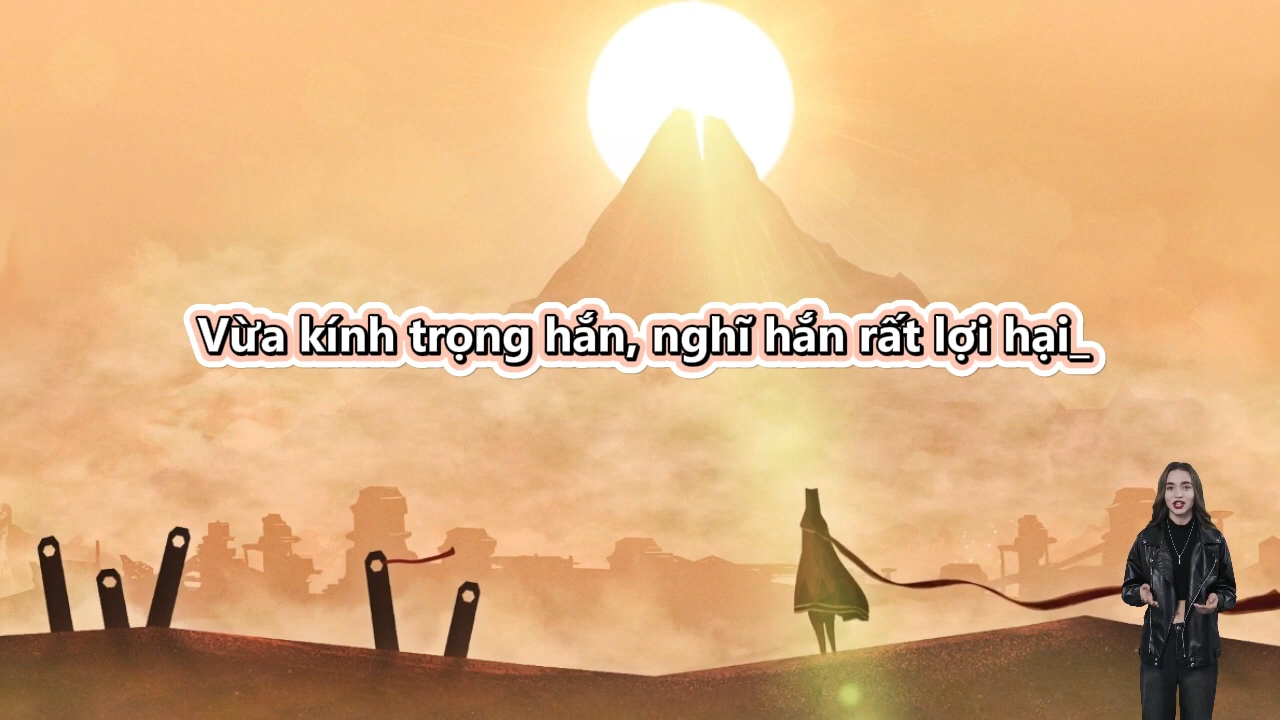 Vừa kính trọng hắn, nghĩ hắn rất lợi hại_